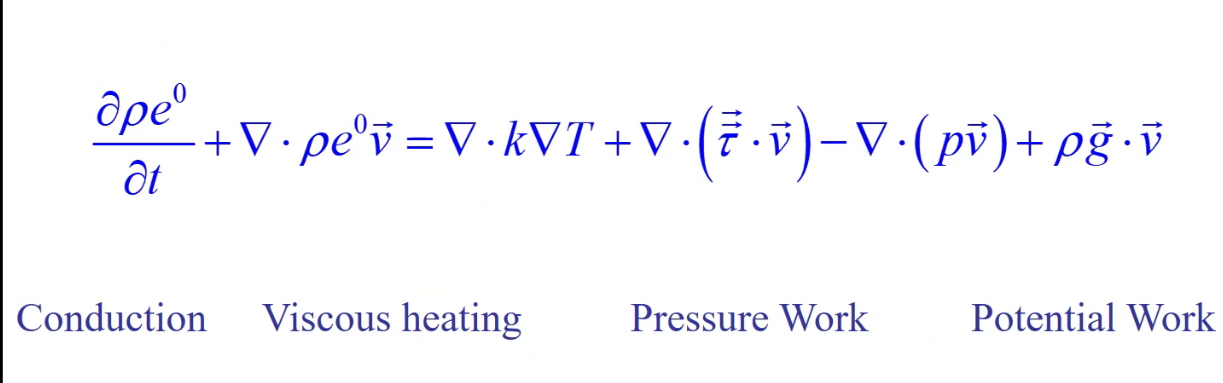 ∂ρe⁰/∂t + ∇ · ρe⁰v⃗ = ∇ · k∇T + ∇ · (τ⃗⃗ · v⃗) − ∇ · (pv⃗) + ρg⃗ · v⃗
Conduction Viscous heating Pressure Work Potential Work